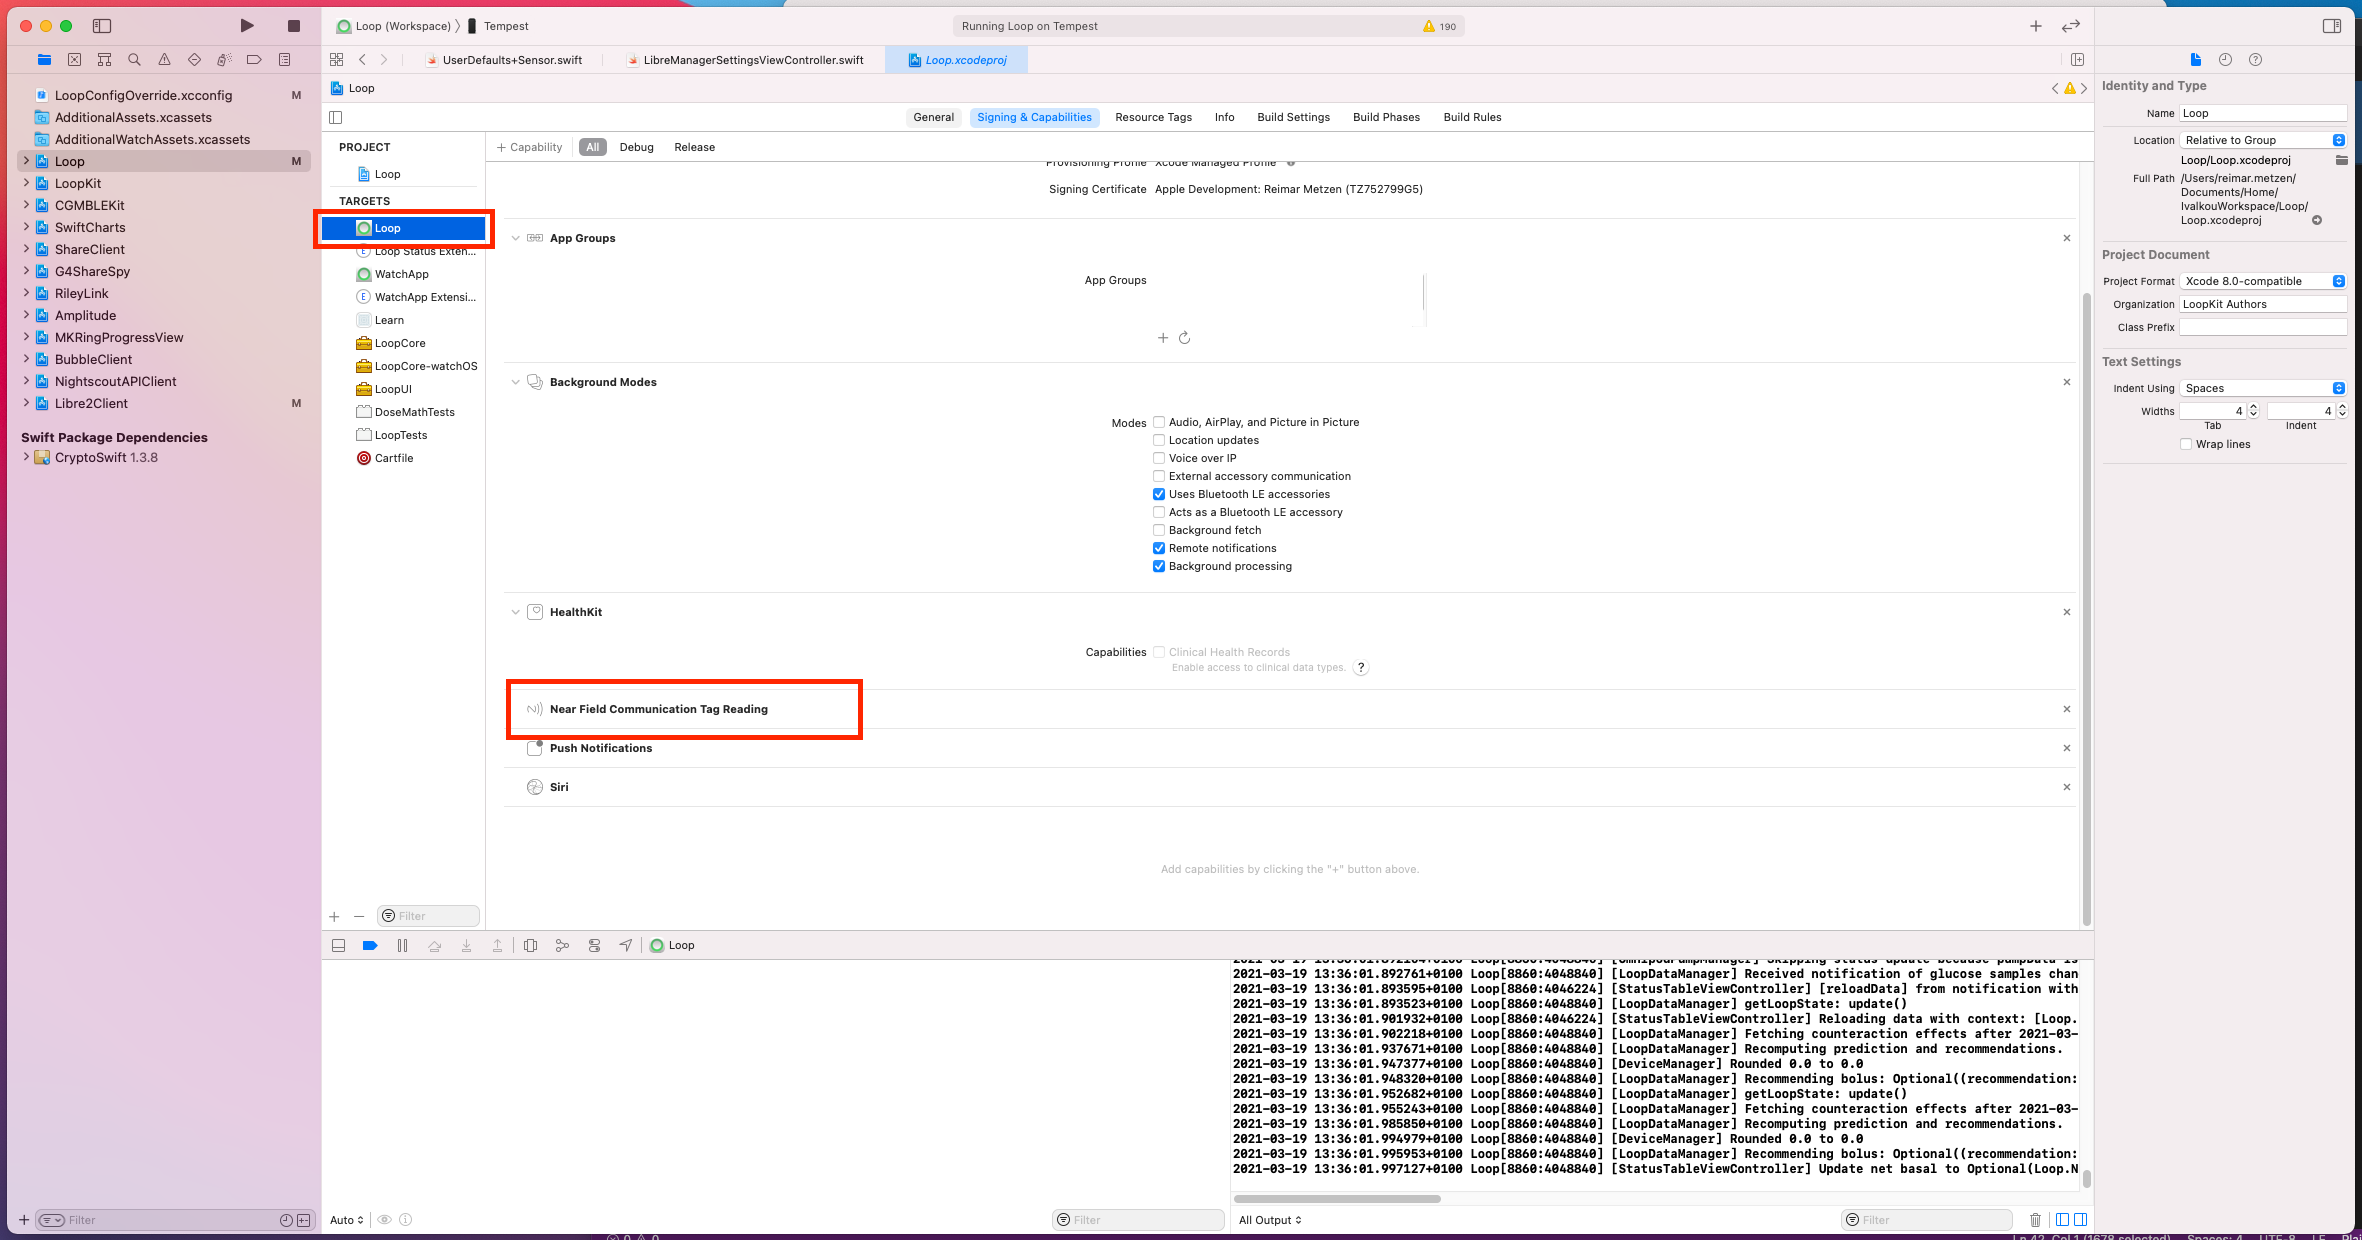 Loop (Workspace) 〉 Tempest
Running Loop on Tempest
190
UserDefaults+Sensor.swift
LibreManagerSettingsViewController.swift
Loop.xcodeproj
LoopConfigOverride.xcconfig M
AdditionalAssets.xcassets
AdditionalWatchAssets.xcassets
Loop M
LoopKit
CGMBLEKit
SwiftCharts
ShareClient
G4ShareSpy
RileyLink
Amplitude
MKRingProgressView
BubbleClient
NightscoutAPIClient
Libre2Client M
Swift Package Dependencies
CryptoSwift 1.3.8
Filter
Loop
General
Signing & Capabilities
Resource Tags
Info
Build Settings
Build Phases
Build Rules
PROJECT
Loop
TARGETS
Loop
Loop Status Exten...
WatchApp
WatchApp Extensi...
Learn
LoopCore
LoopCore-watchOS
LoopUI
DoseMathTests
LoopTests
Cartfile
Filter
+ Capability
All
Debug
Release
Provisioning Profile Xcode Managed Profile
Signing Certificate Apple Development: Reimar Metzen (TZ752799G5)
App Groups
App Groups
Background Modes
Modes
Audio, AirPlay, and Picture in Picture
Location updates
Voice over IP
External accessory communication
Uses Bluetooth LE accessories
Acts as a Bluetooth LE accessory
Background fetch
Remote notifications
Background processing
HealthKit
Capabilities
Clinical Health Records
Enable access to clinical data types. ?
Near Field Communication Tag Reading
Push Notifications
Siri
Add capabilities by clicking the "+" button above.
Loop
2021-03-19 13:36:01.892761+0100 Loop[8860:4048840] [LoopDataManager] Received notification of glucose samples chan
2021-03-19 13:36:01.893595+0100 Loop[8860:4046224] [StatusTableViewController] [reloadData] from notification with
2021-03-19 13:36:01.893523+0100 Loop[8860:4048840] [LoopDataManager] getLoopState: update()
2021-03-19 13:36:01.901932+0100 Loop[8860:4046224] [StatusTableViewController] Reloading data with context: [Loop.
2021-03-19 13:36:01.902218+0100 Loop[8860:4048840] [LoopDataManager] Fetching counteraction effects after 2021-03-
2021-03-19 13:36:01.937671+0100 Loop[8860:4048840] [LoopDataManager] Recomputing prediction and recommendations.
2021-03-19 13:36:01.947377+0100 Loop[8860:4048840] [DeviceManager] Rounded 0.0 to 0.0
2021-03-19 13:36:01.948320+0100 Loop[8860:4048840] [LoopDataManager] Recommending bolus: Optional((recommendation:
2021-03-19 13:36:01.952682+0100 Loop[8860:4048840] [LoopDataManager] getLoopState: update()
2021-03-19 13:36:01.955243+0100 Loop[8860:4048840] [LoopDataManager] Fetching counteraction effects after 2021-03-
2021-03-19 13:36:01.985850+0100 Loop[8860:4048840] [LoopDataManager] Recomputing prediction and recommendations.
2021-03-19 13:36:01.994979+0100 Loop[8860:4048840] [DeviceManager] Rounded 0.0 to 0.0
2021-03-19 13:36:01.995953+0100 Loop[8860:4048840] [LoopDataManager] Recommending bolus: Optional((recommendation:
2021-03-19 13:36:01.997127+0100 Loop[8860:4048840] [StatusTableViewController] Update net basal to Optional(Loop.N
Auto
Filter
All Output
Filter
Identity and Type
Name Loop
Location Relative to Group
Loop/Loop.xcodeproj
Full Path /Users/reimar.metzen/
Documents/Home/
IvalkouWorkspace/Loop/
Loop.xcodeproj
Project Document
Project Format Xcode 8.0-compatible
Organization LoopKit Authors
Class Prefix
Text Settings
Indent Using Spaces
Widths 4 4
Tab Indent
Wrap lines